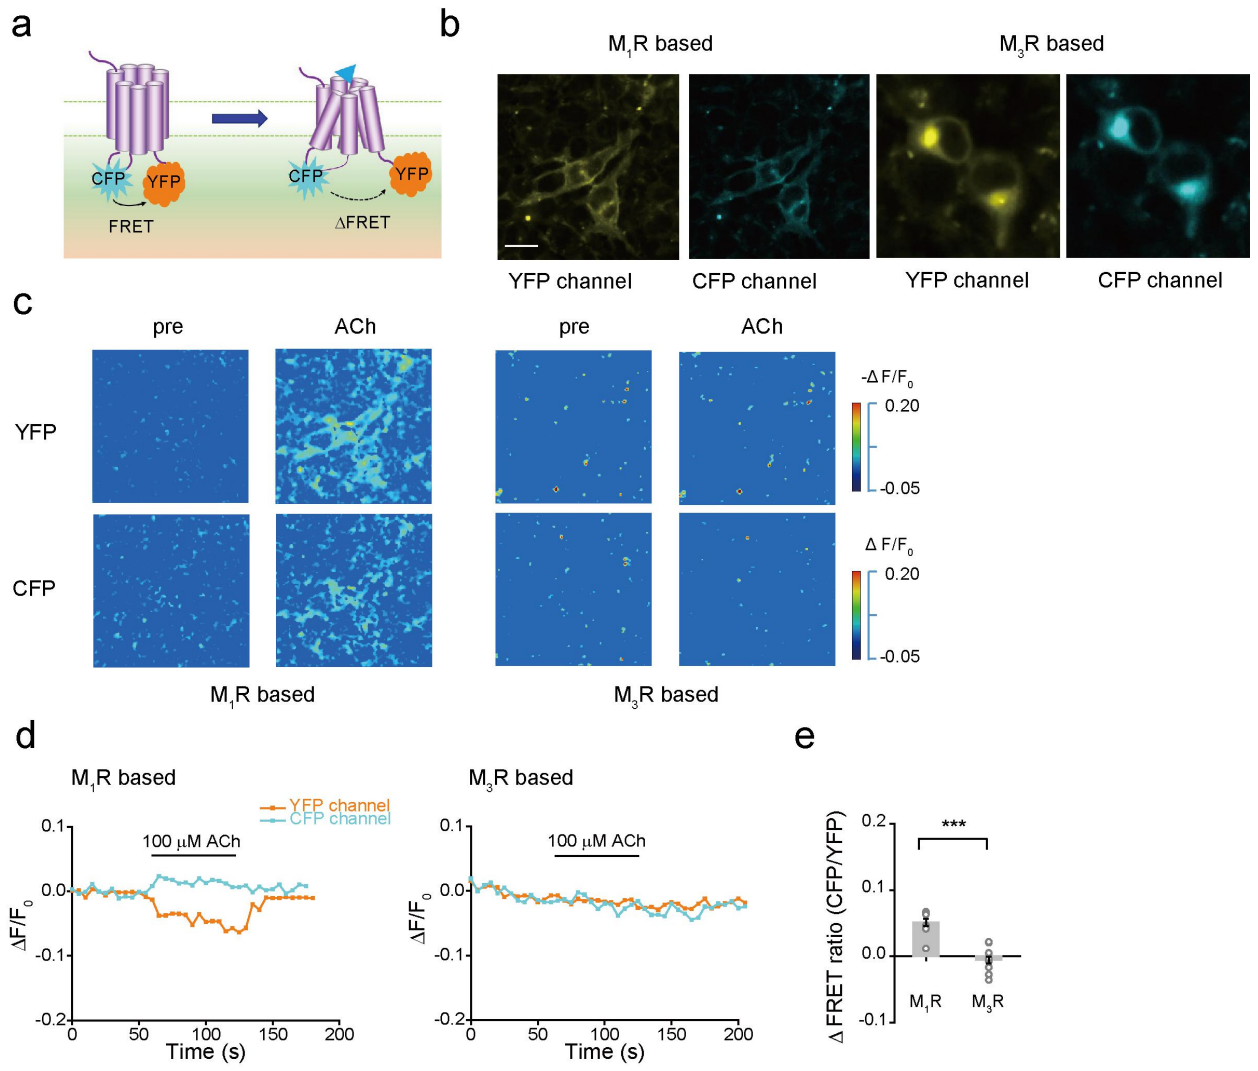 a
CFP
YFP
FRET
CFP
YFP
ΔFRET
b
M1R based
M3R based
YFP channel
CFP channel
YFP channel
CFP channel
c
pre
ACh
pre
ACh
YFP
CFP
-Δ F/F0
0.20
-0.05
Δ F/F0
0.20
-0.05
M1R based
M3R based
d
M1R based
YFP channel
CFP channel
100 μM ACh
0.1
0.0
-0.1
-0.2
ΔF/F0
0
50
100
150
200
Time (s)
M3R based
100 μM ACh
0.1
0.0
-0.1
-0.2
ΔF/F0
0
50
100
150
200
Time (s)
e
Δ FRET ratio (CFP/YFP)
0.2
0.1
0.0
-0.1
***
M1R
M3R